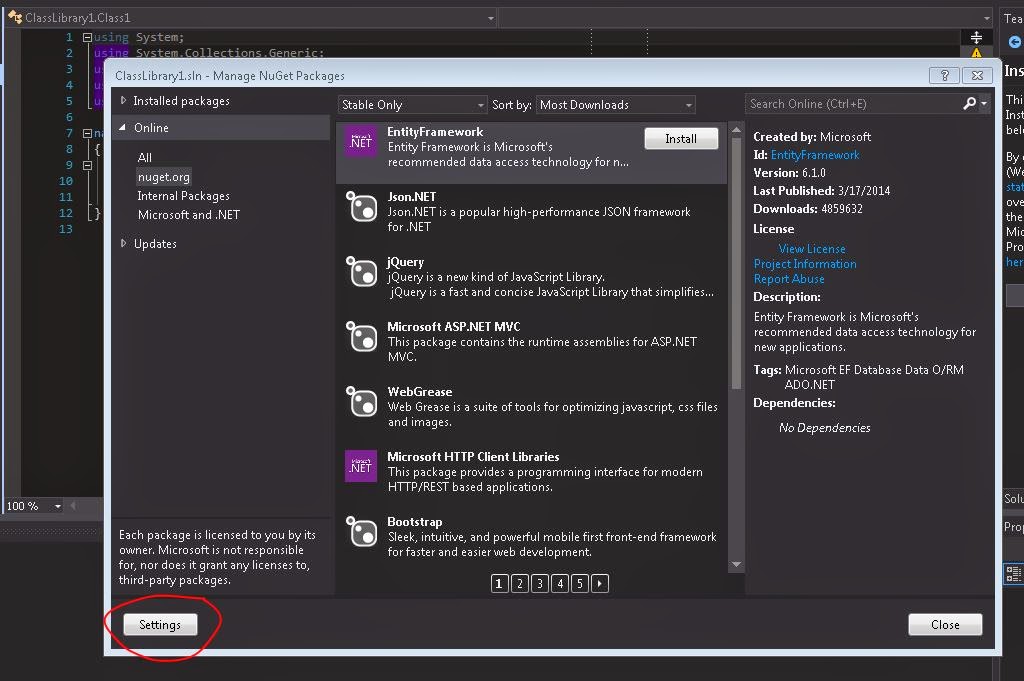 ClassLibrary1.Class1
Tea
1 using System;
2 using System.Collections.Generic;
3 u
4 u
5 u
6
7 na
8 {
9
10
11
12 }
13
100 %
ClassLibrary1.sln - Manage NuGet Packages
?
Installed packages
Online
All
nuget.org
Internal Packages
Microsoft and .NET
Updates
Each package is licensed to you by its
owner. Microsoft is not responsible
for, nor does it grant any licenses to,
third-party packages.
Settings
Stable Only
Sort by: Most Downloads
Microsoft
.NET
EntityFramework
Entity Framework is Microsoft's
recommended data access technology for n...
Install
Json.NET
Json.NET is a popular high-performance JSON framework
for .NET
jQuery
jQuery is a new kind of JavaScript Library.
jQuery is a fast and concise JavaScript Library that simplifies...
Microsoft ASP.NET MVC
This package contains the runtime assemblies for ASP.NET
MVC.
WebGrease
Web Grease is a suite of tools for optimizing javascript, css files
and images.
Microsoft
.NET
Microsoft HTTP Client Libraries
This package provides a programming interface for modern
HTTP/REST based applications.
Bootstrap
Sleek, intuitive, and powerful mobile first front-end framework
for faster and easier web development.
1 2 3 4 5
Search Online (Ctrl+E)
Created by: Microsoft
Id: EntityFramework
Version: 6.1.0
Last Published: 3/17/2014
Downloads: 4859632
License
View License
Project Information
Report Abuse
Description:
Entity Framework is Microsoft's
recommended data access technology for
new applications.
Tags: Microsoft EF Database Data O/RM
ADO.NET
Dependencies:
No Dependencies
Close
Ins
This
Inst
belo
By c
(We
stat
ove
the
Mic
Pro
her
Solu
Prop